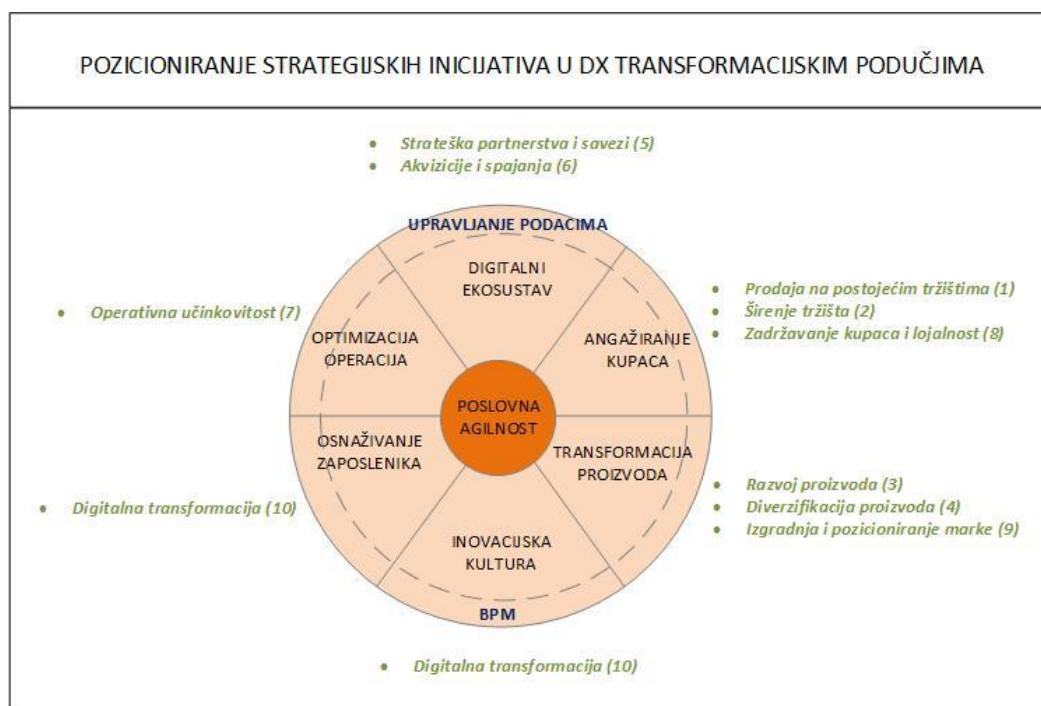 POZICIONIRANJE STRATEGIJSKIH INICIJATIVA U DX TRANSFORMACIJSKIM PODUČJIMA
• Strateška partnerstva i savezi (5)
• Akvizicije i spajanja (6)
UPRAVLJANJE PODACIMA
DIGITALNI
EKOSUSTAV
• Prodaja na postojećim tržištima (1)
• Širenje tržišta (2)
• Zadržavanje kupaca i lojalnost (8)
• Operativna učinkovitost (7)
OPTIMIZACIJA
OPERACIJA
ANGAŽIRANJE
KUPACA
POSLOVNA
AGILNOST
OSNAŽIVANJE
ZAPOSLENIKA
TRANSFORMACIJA
PROIZVODA
• Razvoj proizvoda (3)
• Diverzifikacija proizvoda (4)
• Izgradnja i pozicioniranje marke (9)
• Digitalna transformacija (10)
INOVACIJSKA
KULTURA
BPM
• Digitalna transformacija (10)